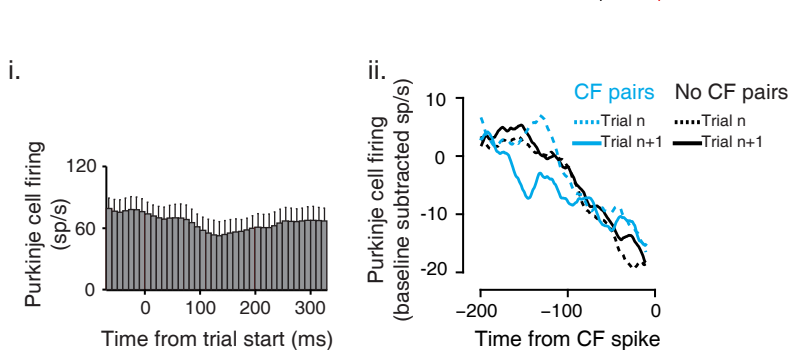 i.
Purkinje cell firing
(sp/s)
120
60
0
0
100
200
300
Time from trial start (ms)
ii.
Purkinje cell firing
(baseline subtracted sp/s)
10
0
-10
-20
−200
−100
0
Time from CF spike
CF pairs
Trial n
Trial n+1
No CF pairs
Trial n
Trial n+1